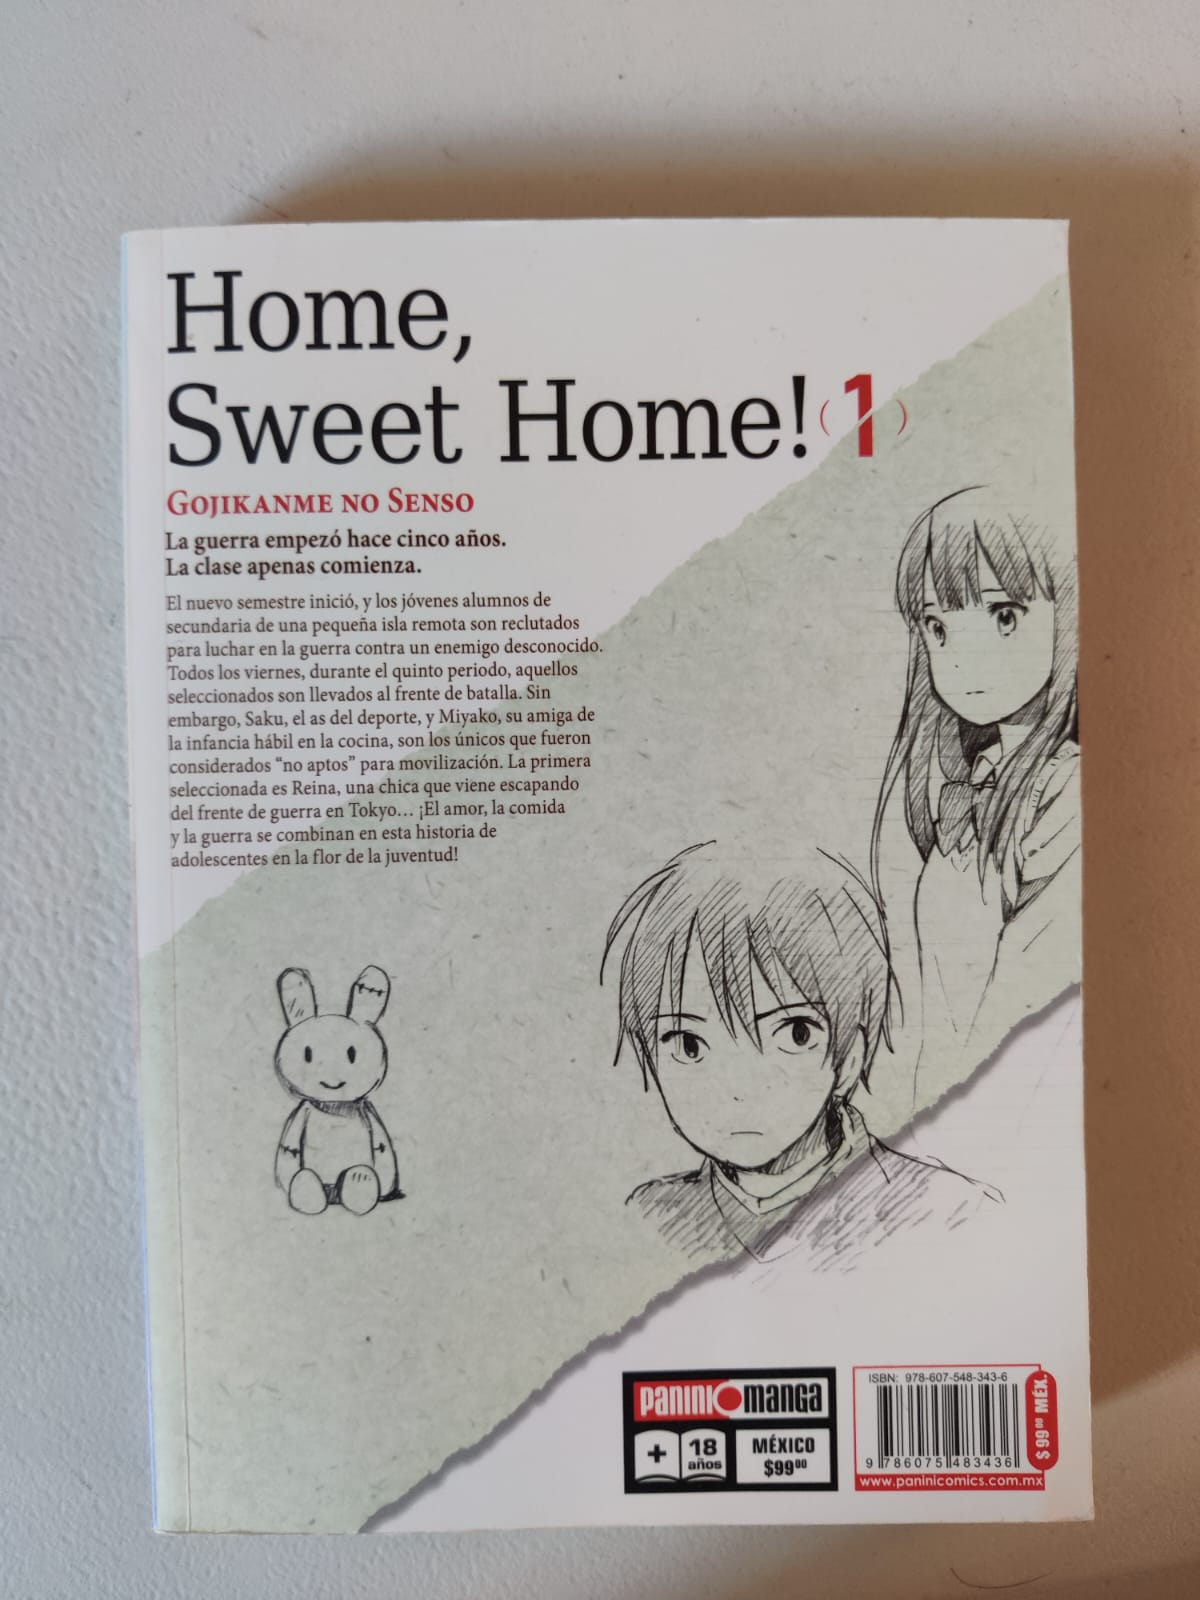 Home,
Sweet Home! (1)
Gojikanme no Senso
La guerra empezó hace cinco años.
La clase apenas comienza.
El nuevo semestre inició, y los jóvenes alumnos de
secundaria de una pequeña isla remota son reclutados
para luchar en la guerra contra un enemigo desconocido.
Todos los viernes, durante el quinto periodo, aquellos
seleccionados son llevados al frente de batalla. Sin
embargo, Saku, el as del deporte, y Miyako, su amiga de
la infancia hábil en la cocina, son los únicos que fueron
considerados “no aptos” para movilización. La primera
seleccionada es Reina, una chica que viene escapando
del frente de guerra en Tokyo… ¡El amor, la comida
y la guerra se combinan en esta historia de
adolescentes en la flor de la juventud!
panini manga
+ 18 años
MÉXICO
$99⁰⁰
ISBN: 978-607-548-343-6
9 786075 483436
$ 99⁰⁰ MÉX.
www.paninicomics.com.mx